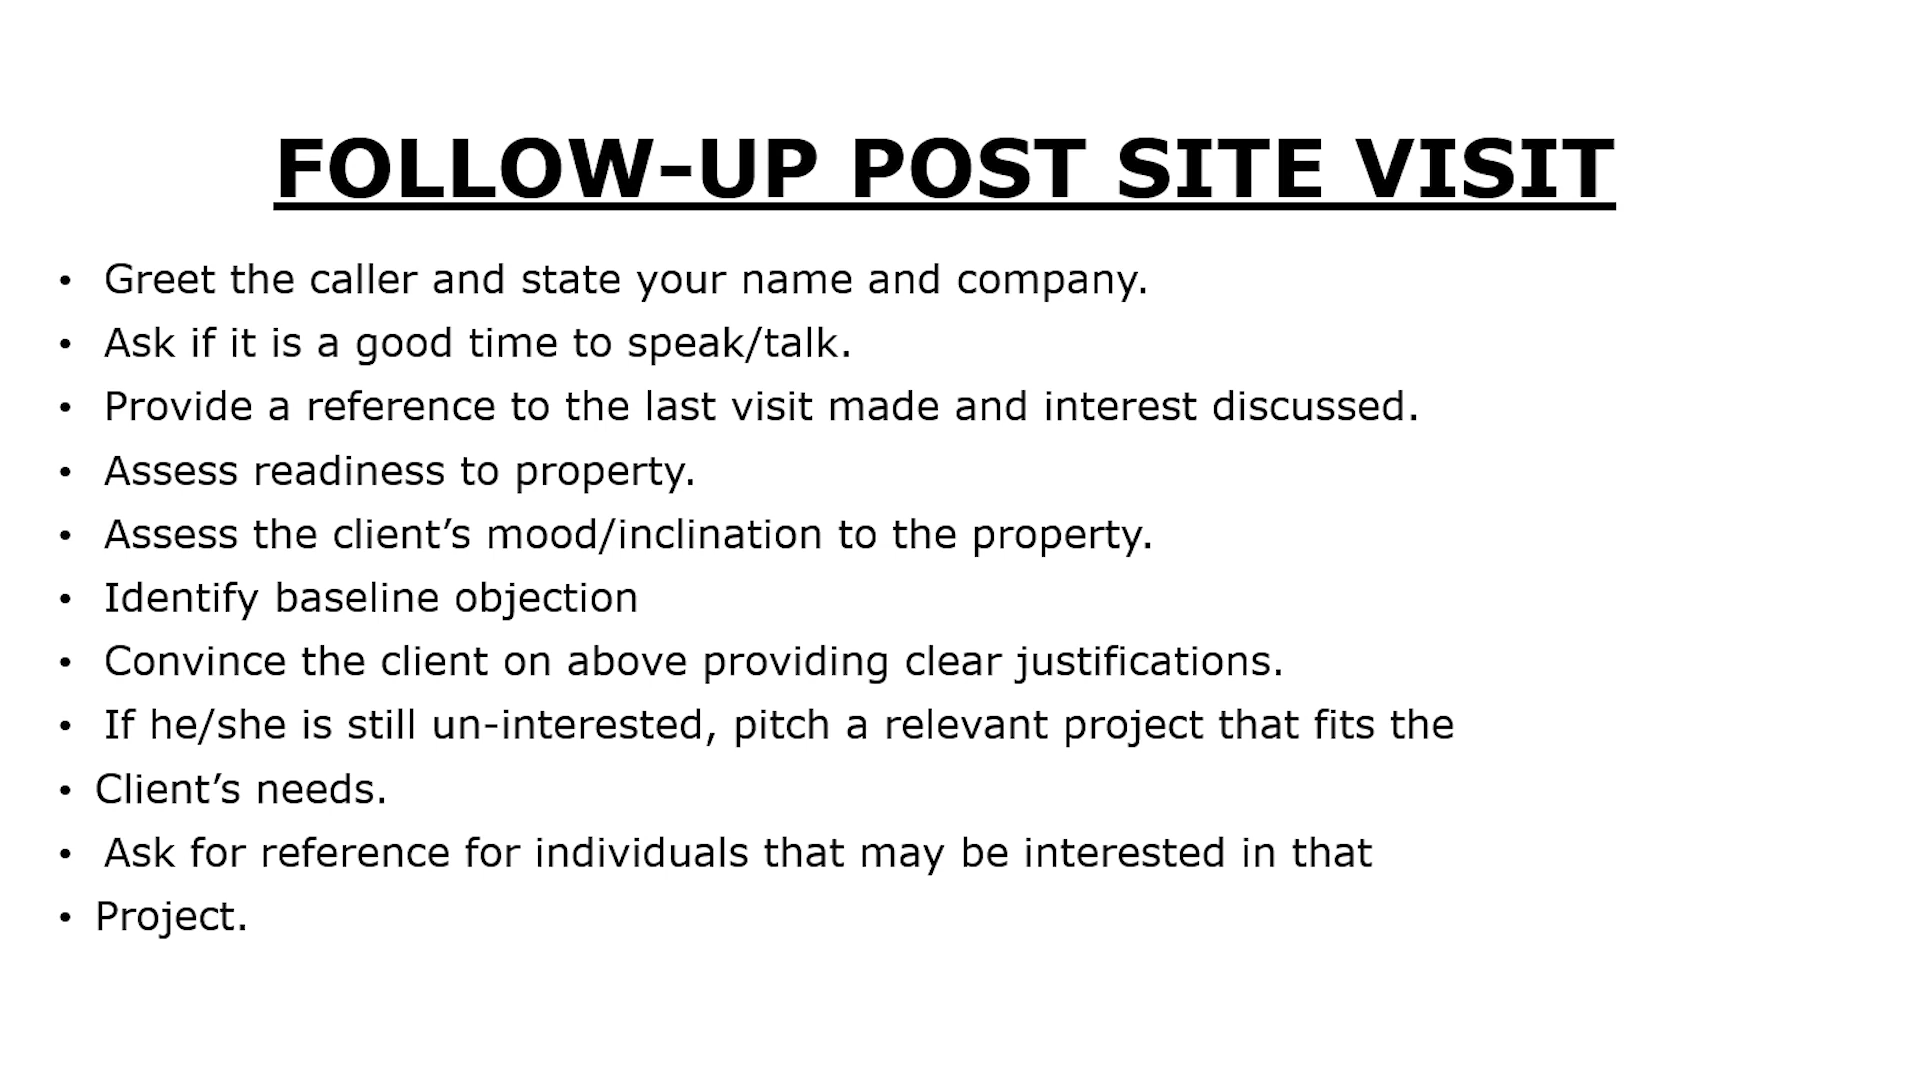 FOLLOW-UP POST SITE VISIT
• Greet the caller and state your name and company.
• Ask if it is a good time to speak/talk.
• Provide a reference to the last visit made and interest discussed.
• Assess readiness to property.
• Assess the client’s mood/inclination to the property.
• Identify baseline objection
• Convince the client on above providing clear justifications.
• If he/she is still un-interested, pitch a relevant project that fits the
• Client’s needs.
• Ask for reference for individuals that may be interested in that
• Project.